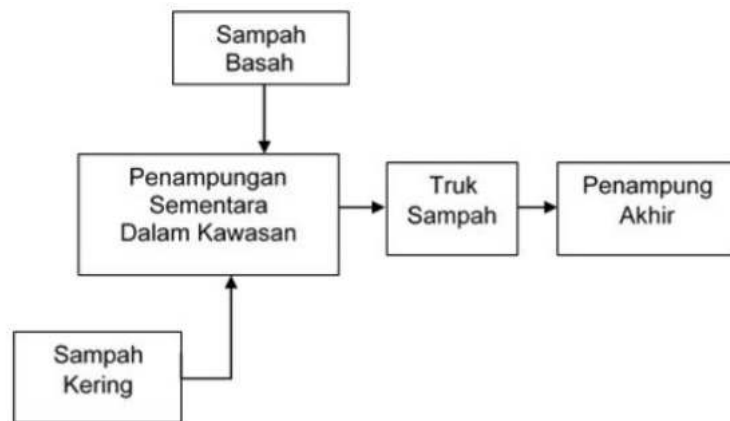 Sampah
Basah
Penampungan
Sementara
Dalam Kawasan
Truk
Sampah
Penampung
Akhir
Sampah
Kering